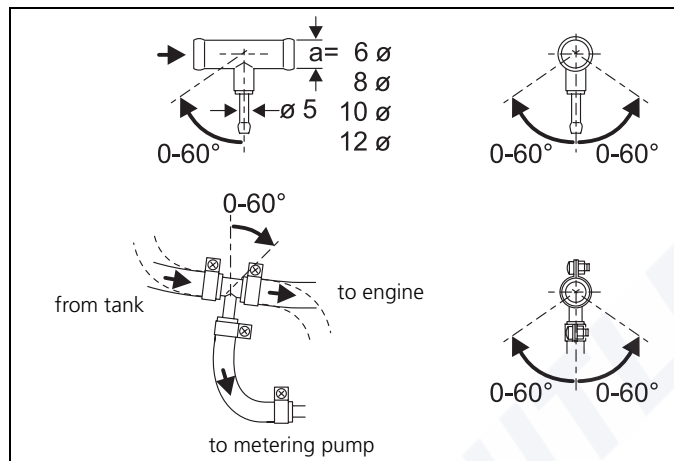 a= 6 ø
8 ø
10 ø
12 ø
ø 5
0-60°
0-60°
0-60°
0-60°
from tank
to engine
0-60°
0-60°
to metering pump